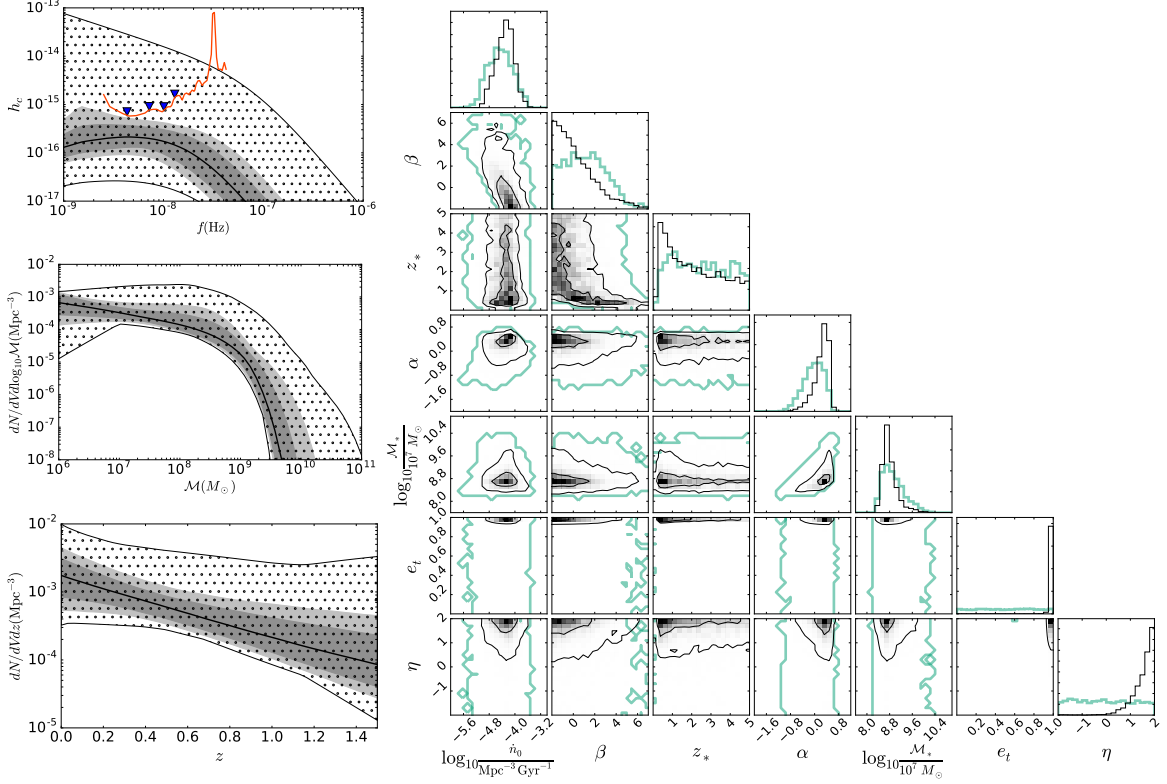 10^-13
10^-14
10^-15
10^-16
10^-17
h_c
10^-9 10^-8 10^-7 10^-6
f(Hz)
10^-2
10^-3
10^-4
10^-5
10^-6
10^-7
10^-8
dN/dVdlog_10 ℳ(Mpc^-3)
10^6 10^7 10^8 10^9 10^10 10^11
ℳ(M_⊙)
10^-2
10^-3
10^-4
10^-5
dN/dVdz(Mpc^-3)
0.0 0.2 0.4 0.6 0.8 1.0 1.2 1.4
z
β
6
4
2
0
z_*
5
4
3
2
1
α
0.8
0.0
−0.8
−1.6
log_10 ℳ_*/10^7 M_⊙
10.4
9.6
8.8
8.0
e_t
1.0
0.8
0.6
0.4
0.2
η
2
1
0
−1
−5.6 −4.8 −4.0 −3.2
log_10 ṅ_0/Mpc^-3 Gyr^-1
0 2 4 6
β
1 2 3 4 5
z_*
−1.6 −0.8 0.0 0.8
α
8.0 8.8 9.6 10.4
log_10 ℳ_*/10^7 M_⊙
0.2 0.4 0.6 0.8 1.0
e_t
−1 0 1 2
η